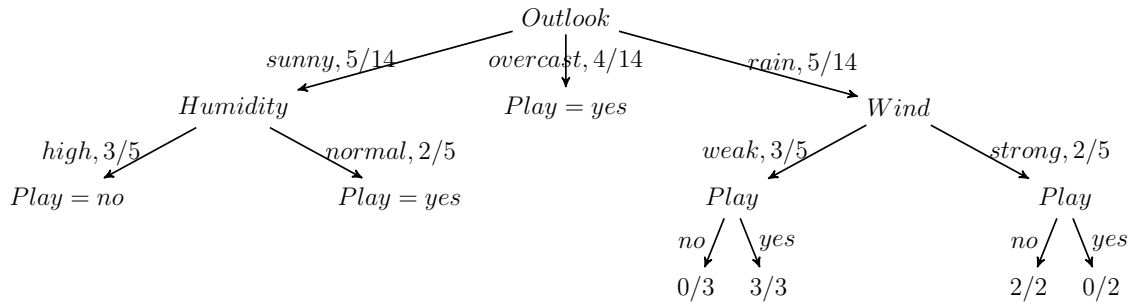 Outlook
sunny, 5/14 overcast, 4/14 rain, 5/14
Humidity Play = yes Wind
high, 3/5 normal, 2/5 weak, 3/5 strong, 2/5
Play = no Play = yes Play Play
no yes no yes
0/3 3/3 2/2 0/2